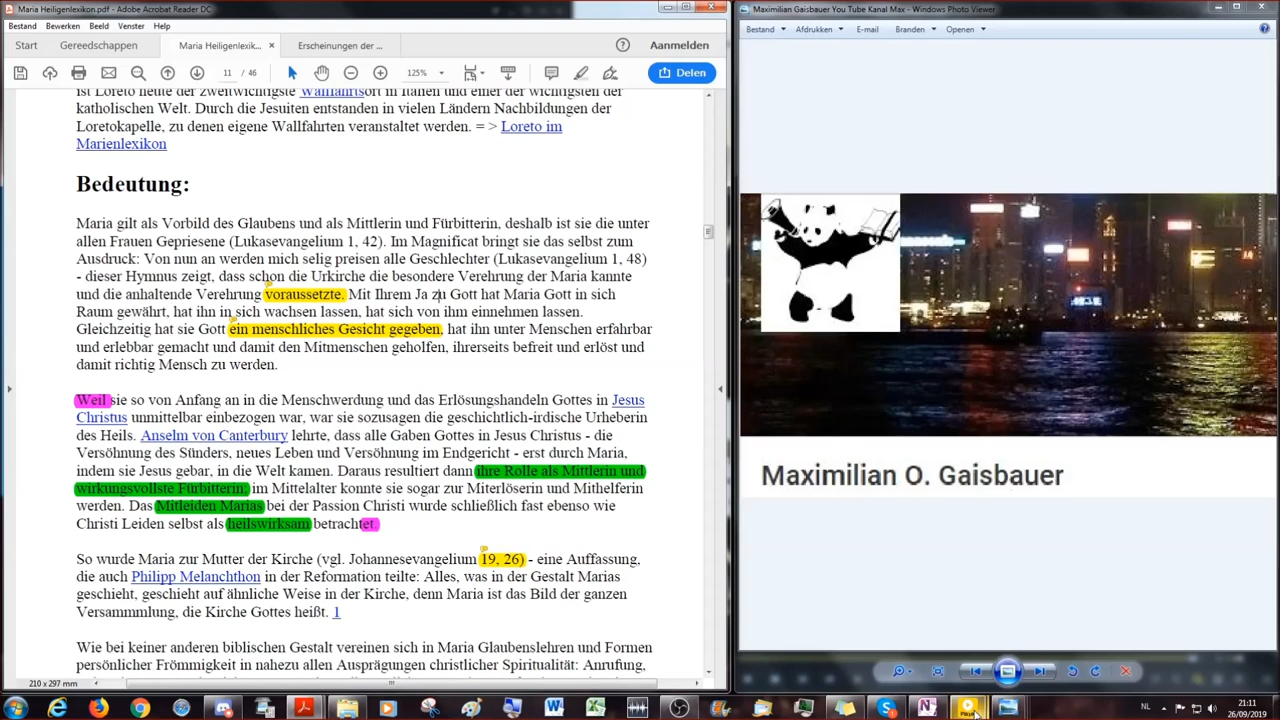 Maria Heiligenlexikon.pdf - Adobe Acrobat Reader DC
Bestand Bewerken Beeld Venster Help
Start Gereedschappen Maria Heiligenlexik... × Erscheinungen der ... Aanmelden
11 / 46 125% Delen
ist Loreto heute der zweitwichtigste Wallfahrtsort in Italien und einer der wichtigsten der
katholischen Welt. Durch die Jesuiten entstanden in vielen Ländern Nachbildungen der
Loretokapelle, zu denen eigene Wallfahrten veranstaltet werden. = > Loreto im
Marienlexikon
Bedeutung:
Maria gilt als Vorbild des Glaubens und als Mittlerin und Fürbitterin, deshalb ist sie die unter
allen Frauen Gepriesene (Lukasevangelium 1, 42). Im Magnificat bringt sie das selbst zum
Ausdruck: Von nun an werden mich selig preisen alle Geschlechter (Lukasevangelium 1, 48)
- dieser Hymnus zeigt, dass schon die Urkirche die besondere Verehrung der Maria kannte
und die anhaltende Verehrung voraussetzte. Mit Ihrem Ja zu Gott hat Maria Gott in sich
Raum gewährt, hat ihn in sich wachsen lassen, hat sich von ihm einnehmen lassen.
Gleichzeitig hat sie Gott ein menschliches Gesicht gegeben, hat ihn unter Menschen erfahrbar
und erlebbar gemacht und damit den Mitmenschen geholfen, ihrerseits befreit und erlöst und
damit richtig Mensch zu werden.
Weil sie so von Anfang an in die Menschwerdung und das Erlösungshandeln Gottes in Jesus
Christus unmittelbar einbezogen war, war sie sozusagen die geschichtlich-irdische Urheberin
des Heils. Anselm von Canterbury lehrte, dass alle Gaben Gottes in Jesus Christus - die
Versöhnung des Sünders, neues Leben und Versöhnung im Endgericht - erst durch Maria,
indem sie Jesus gebar, in die Welt kamen. Daraus resultiert dann ihre Rolle als Mittlerin und
wirkungsvollste Fürbitterin; im Mittelalter konnte sie sogar zur Miterlöserin und Mithelferin
werden. Das Mitleiden Marias bei der Passion Christi wurde schließlich fast ebenso wie
Christi Leiden selbst als heilswirksam betrachtet.
So wurde Maria zur Mutter der Kirche (vgl. Johannesevangelium 19, 26) - eine Auffassung,
die auch Philipp Melanchthon in der Reformation teilte: Alles, was in der Gestalt Marias
geschieht, geschieht auf ähnliche Weise in der Kirche, denn Maria ist das Bild der ganzen
Versammmlung, die Kirche Gottes heißt. 1
Wie bei keiner anderen biblischen Gestalt vereinen sich in Maria Glaubenslehren und Formen
persönlicher Frömmigkeit in nahezu allen Ausprägungen christlicher Spiritualität: Anrufung,
210 x 297 mm
Maximilian Gaisbauer You Tube Kanal Max - Windows Photo Viewer
Bestand Afdrukken E-mail Branden Openen
Maximilian O. Gaisbauer
NL 21:11
26/09/2019